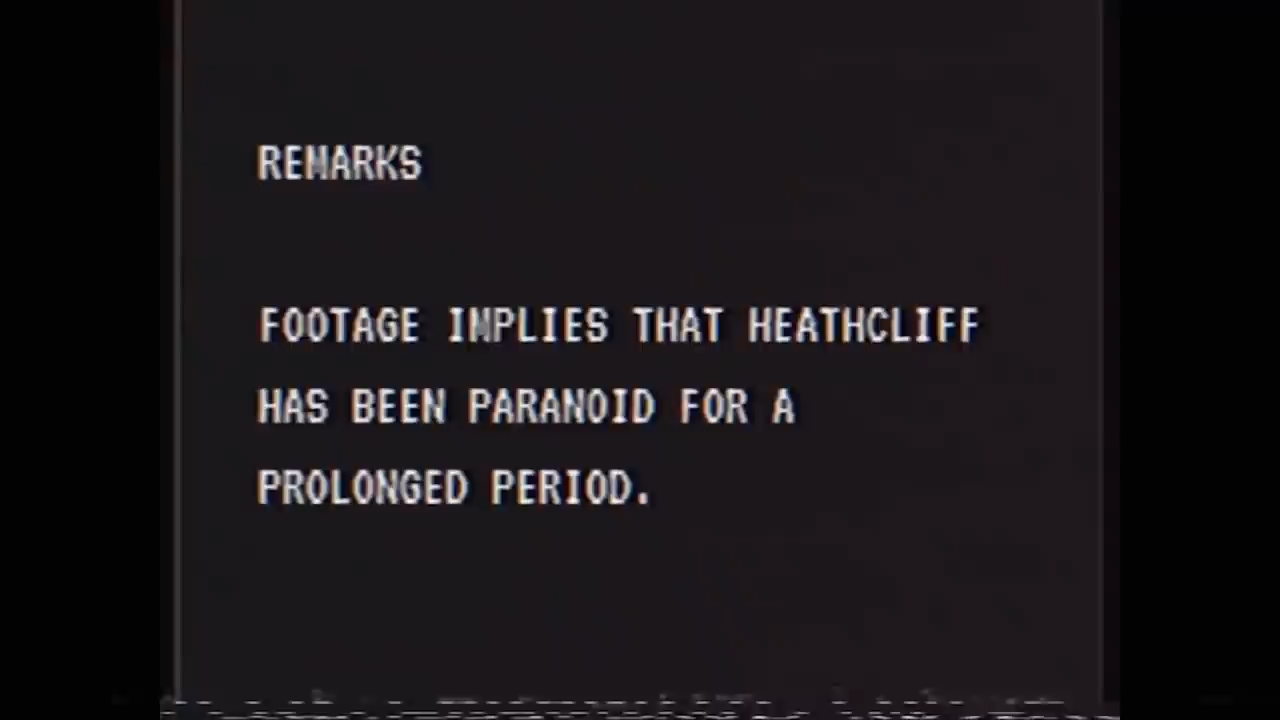 REMARKS
FOOTAGE IMPLIES THAT HEATHCLIFF
HAS BEEN PARANOID FOR A
PROLONGED PERIOD.